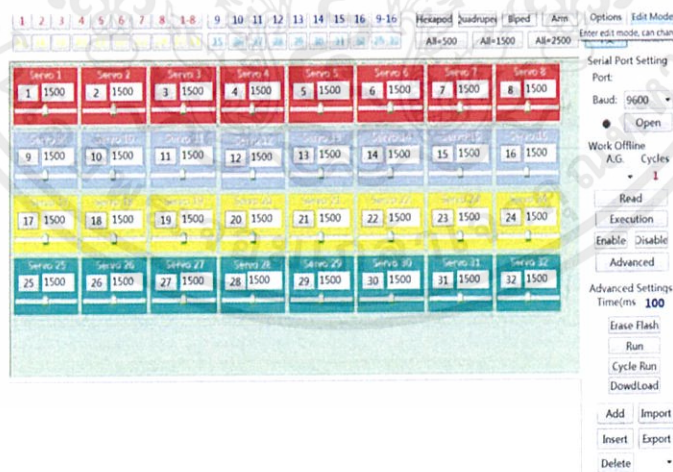 1 2 3 4 5 6 7 8 1-8 9 10 11 12 13 14 15 16 9-16 Hexapod Quadruped Biped Arm Options Edit Mode
All=500 All=1500 All=2500
Enter edit mode, can chan
Servo 1 Servo 2 Servo 3 Servo 4 Servo 5 Servo 6 Servo 7 Servo 8
1 1500 2 1500 3 1500 4 1500 5 1500 6 1500 7 1500 8 1500
9 1500 10 1500 11 1500 12 1500 13 1500 14 1500 15 1500 16 1500
17 1500 18 1500 19 1500 20 1500 21 1500 22 1500 23 1500 24 1500
Servo 25 Servo 26 Servo 27 Servo 28 Servo 29 Servo 30 Servo 31 Servo 32
25 1500 26 1500 27 1500 28 1500 29 1500 30 1500 31 1500 32 1500
Serial Port Setting
Port:
Baud: 9600
Open
Work Offline
A.G. Cycles
1
Read
Execution
Enable Disable
Advanced
Advanced Settings
Time(ms 100
Erase Flash
Run
Cycle Run
DowdLoad
Add Import
Insert Export
Delete